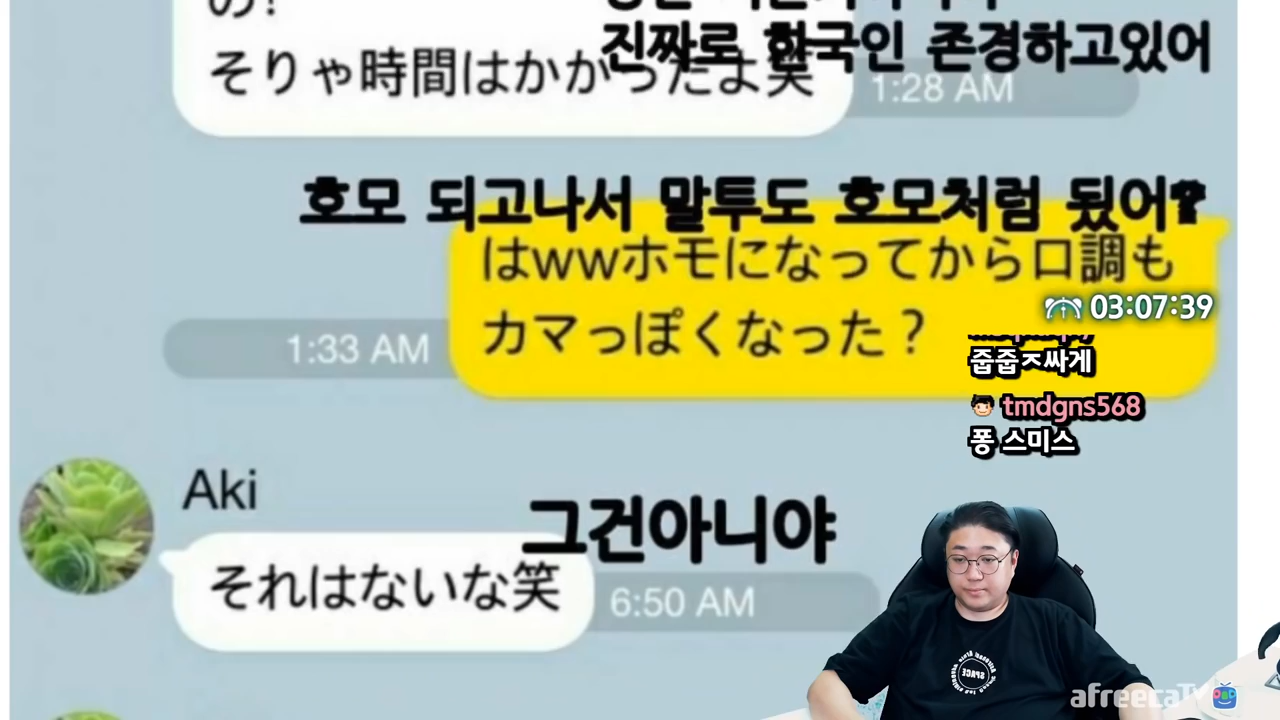 の!
진짜로 한국인 존경하고있어
そりゃ時間はかかったよ笑
1:28 AM
호모 되고나서 말투도 호모처럼 됬어?
はwwホモになってから口調も
カマっぽくなった？
1:33 AM
03:07:39
줍줍ㅈ싸게
tmdgns568
퐁 스미스
Aki
그건아니야
それはないな笑
6:50 AM
SPACE
afreecaTV